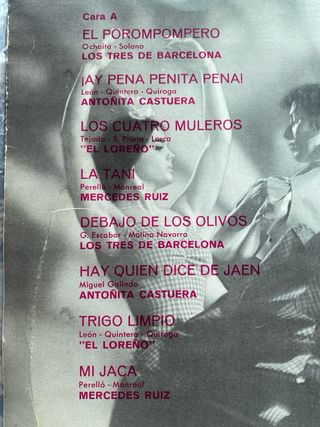 Cara A
EL POROMPOMPERO
Ochaita - Solano
LOS TRES DE BARCELONA
¡AY PENA PENITA PENA!
León - Quintero - Quiroga
ANTOÑITA CASTUERA
LOS CUATRO MULEROS
Tejada - S. Prieto - Lorca
"EL LOREÑO"
LA TANI
Perelló - Monreal
MERCEDES RUIZ
DEBAJO DE LOS OLIVOS
G. Escobar - Molina Navarro
LOS TRES DE BARCELONA
HAY QUIEN DICE DE JAEN
Miguel Galindo
ANTOÑITA CASTUERA
TRIGO LIMPIO
León - Quintero - Quiroga
"EL LOREÑO"
MI JACA
Perelló - Monreal
MERCEDES RUIZ